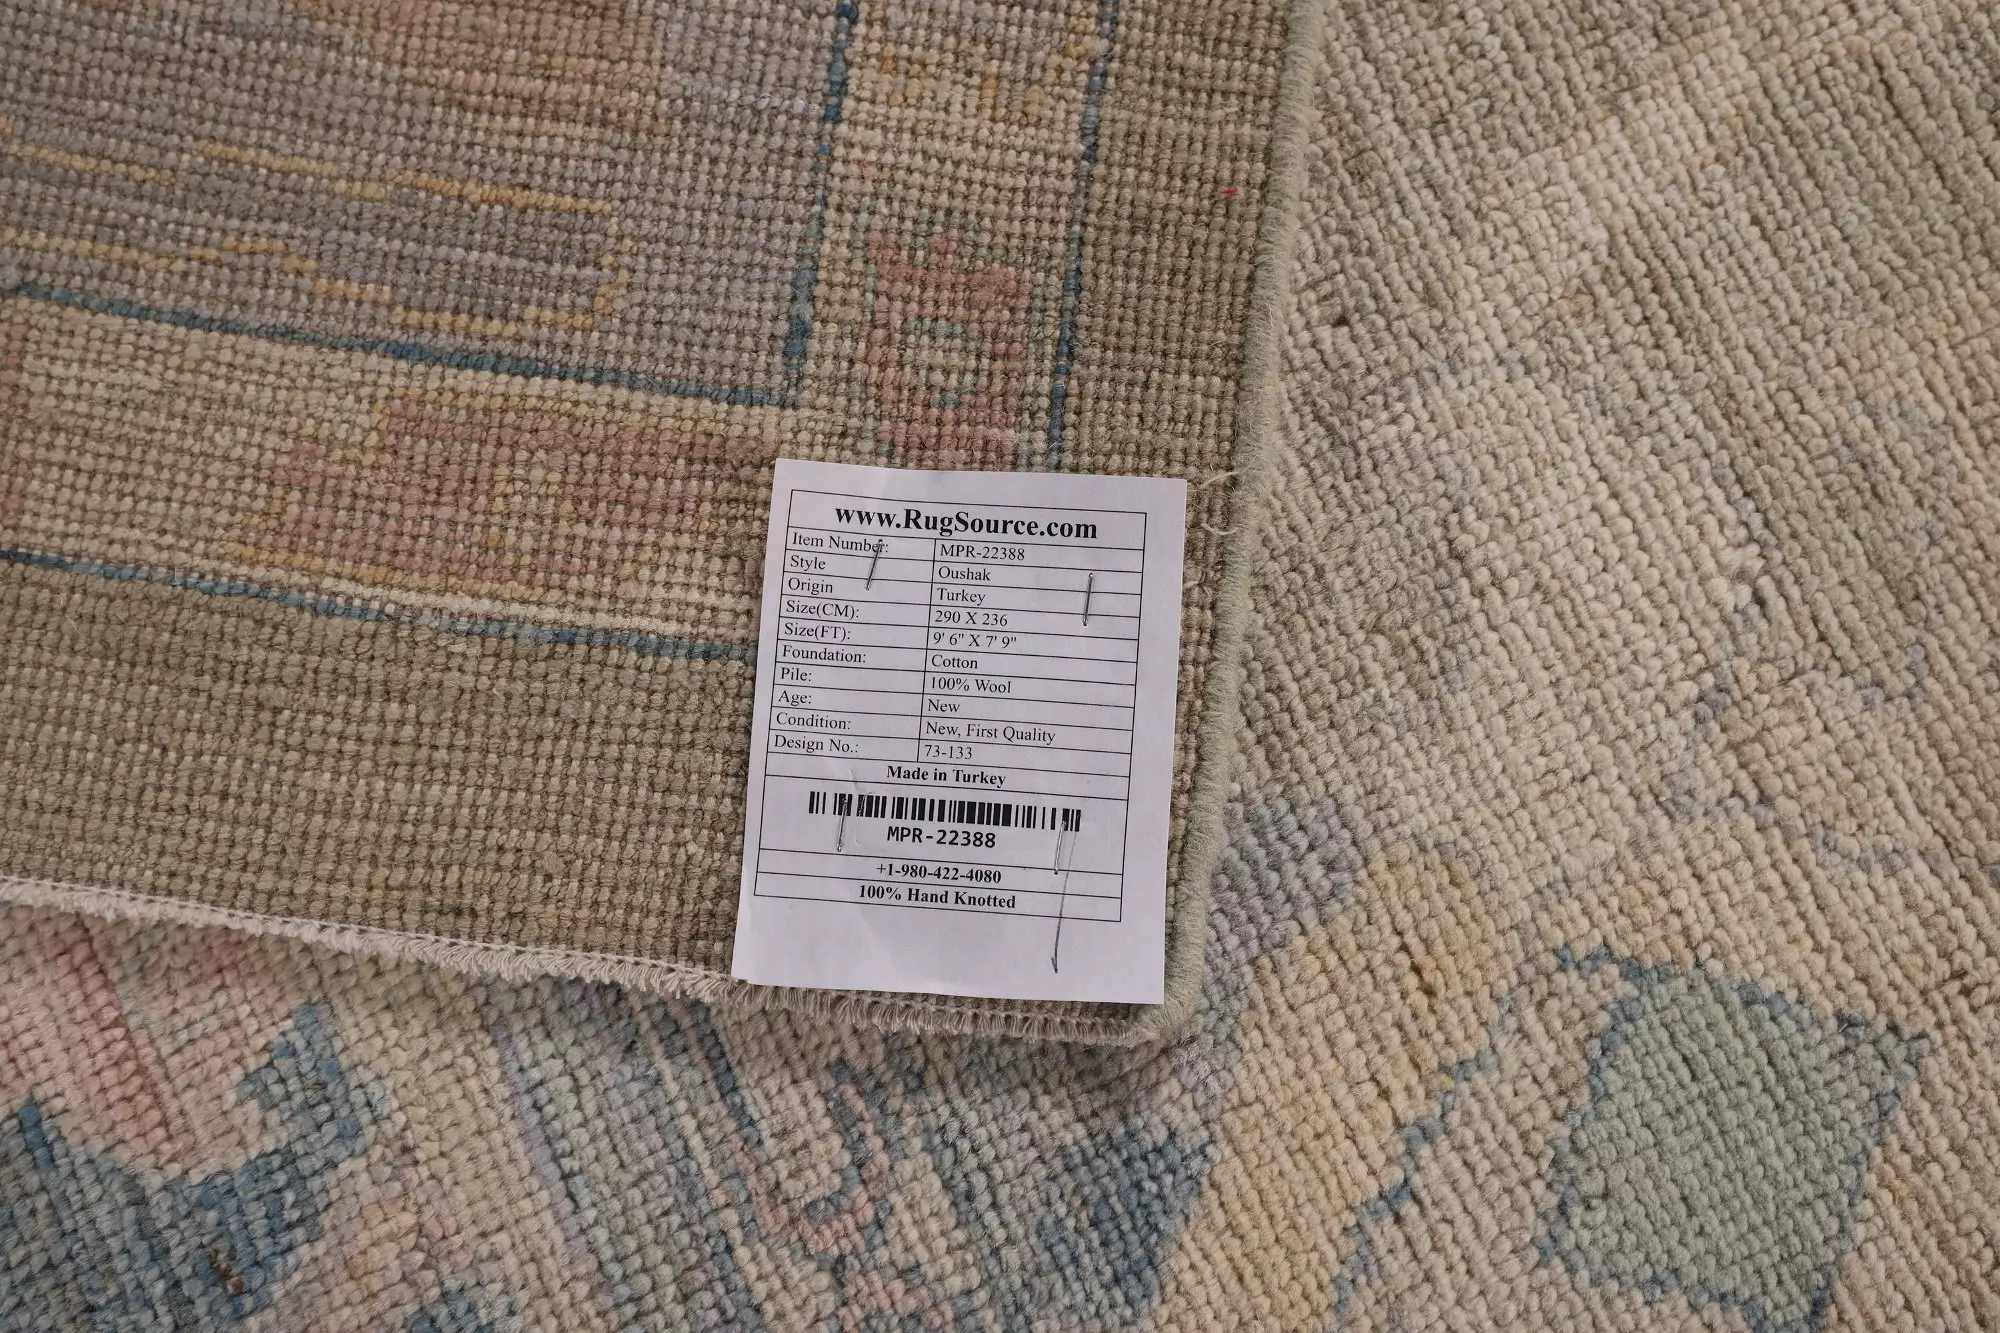 www.RugSource.com
Item Number: MPR-22388
Style Oushak
Origin Turkey
Size(CM): 290 X 236
Size(FT): 9' 6" X 7' 9"
Foundation: Cotton
Pile: 100% Wool
Age: New
Condition: New, First Quality
Design No.: 73-133
Made in Turkey
MPR-22388
+1-980-422-4080
100% Hand Knotted